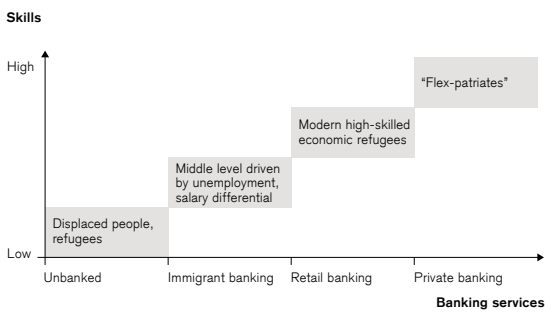 Skills
High
“Flex-patriates”
Modern high-skilled
economic refugees
Middle level driven
by unemployment,
salary differential
Displaced people,
refugees
Low
Unbanked
Immigrant banking
Retail banking
Private banking
Banking services